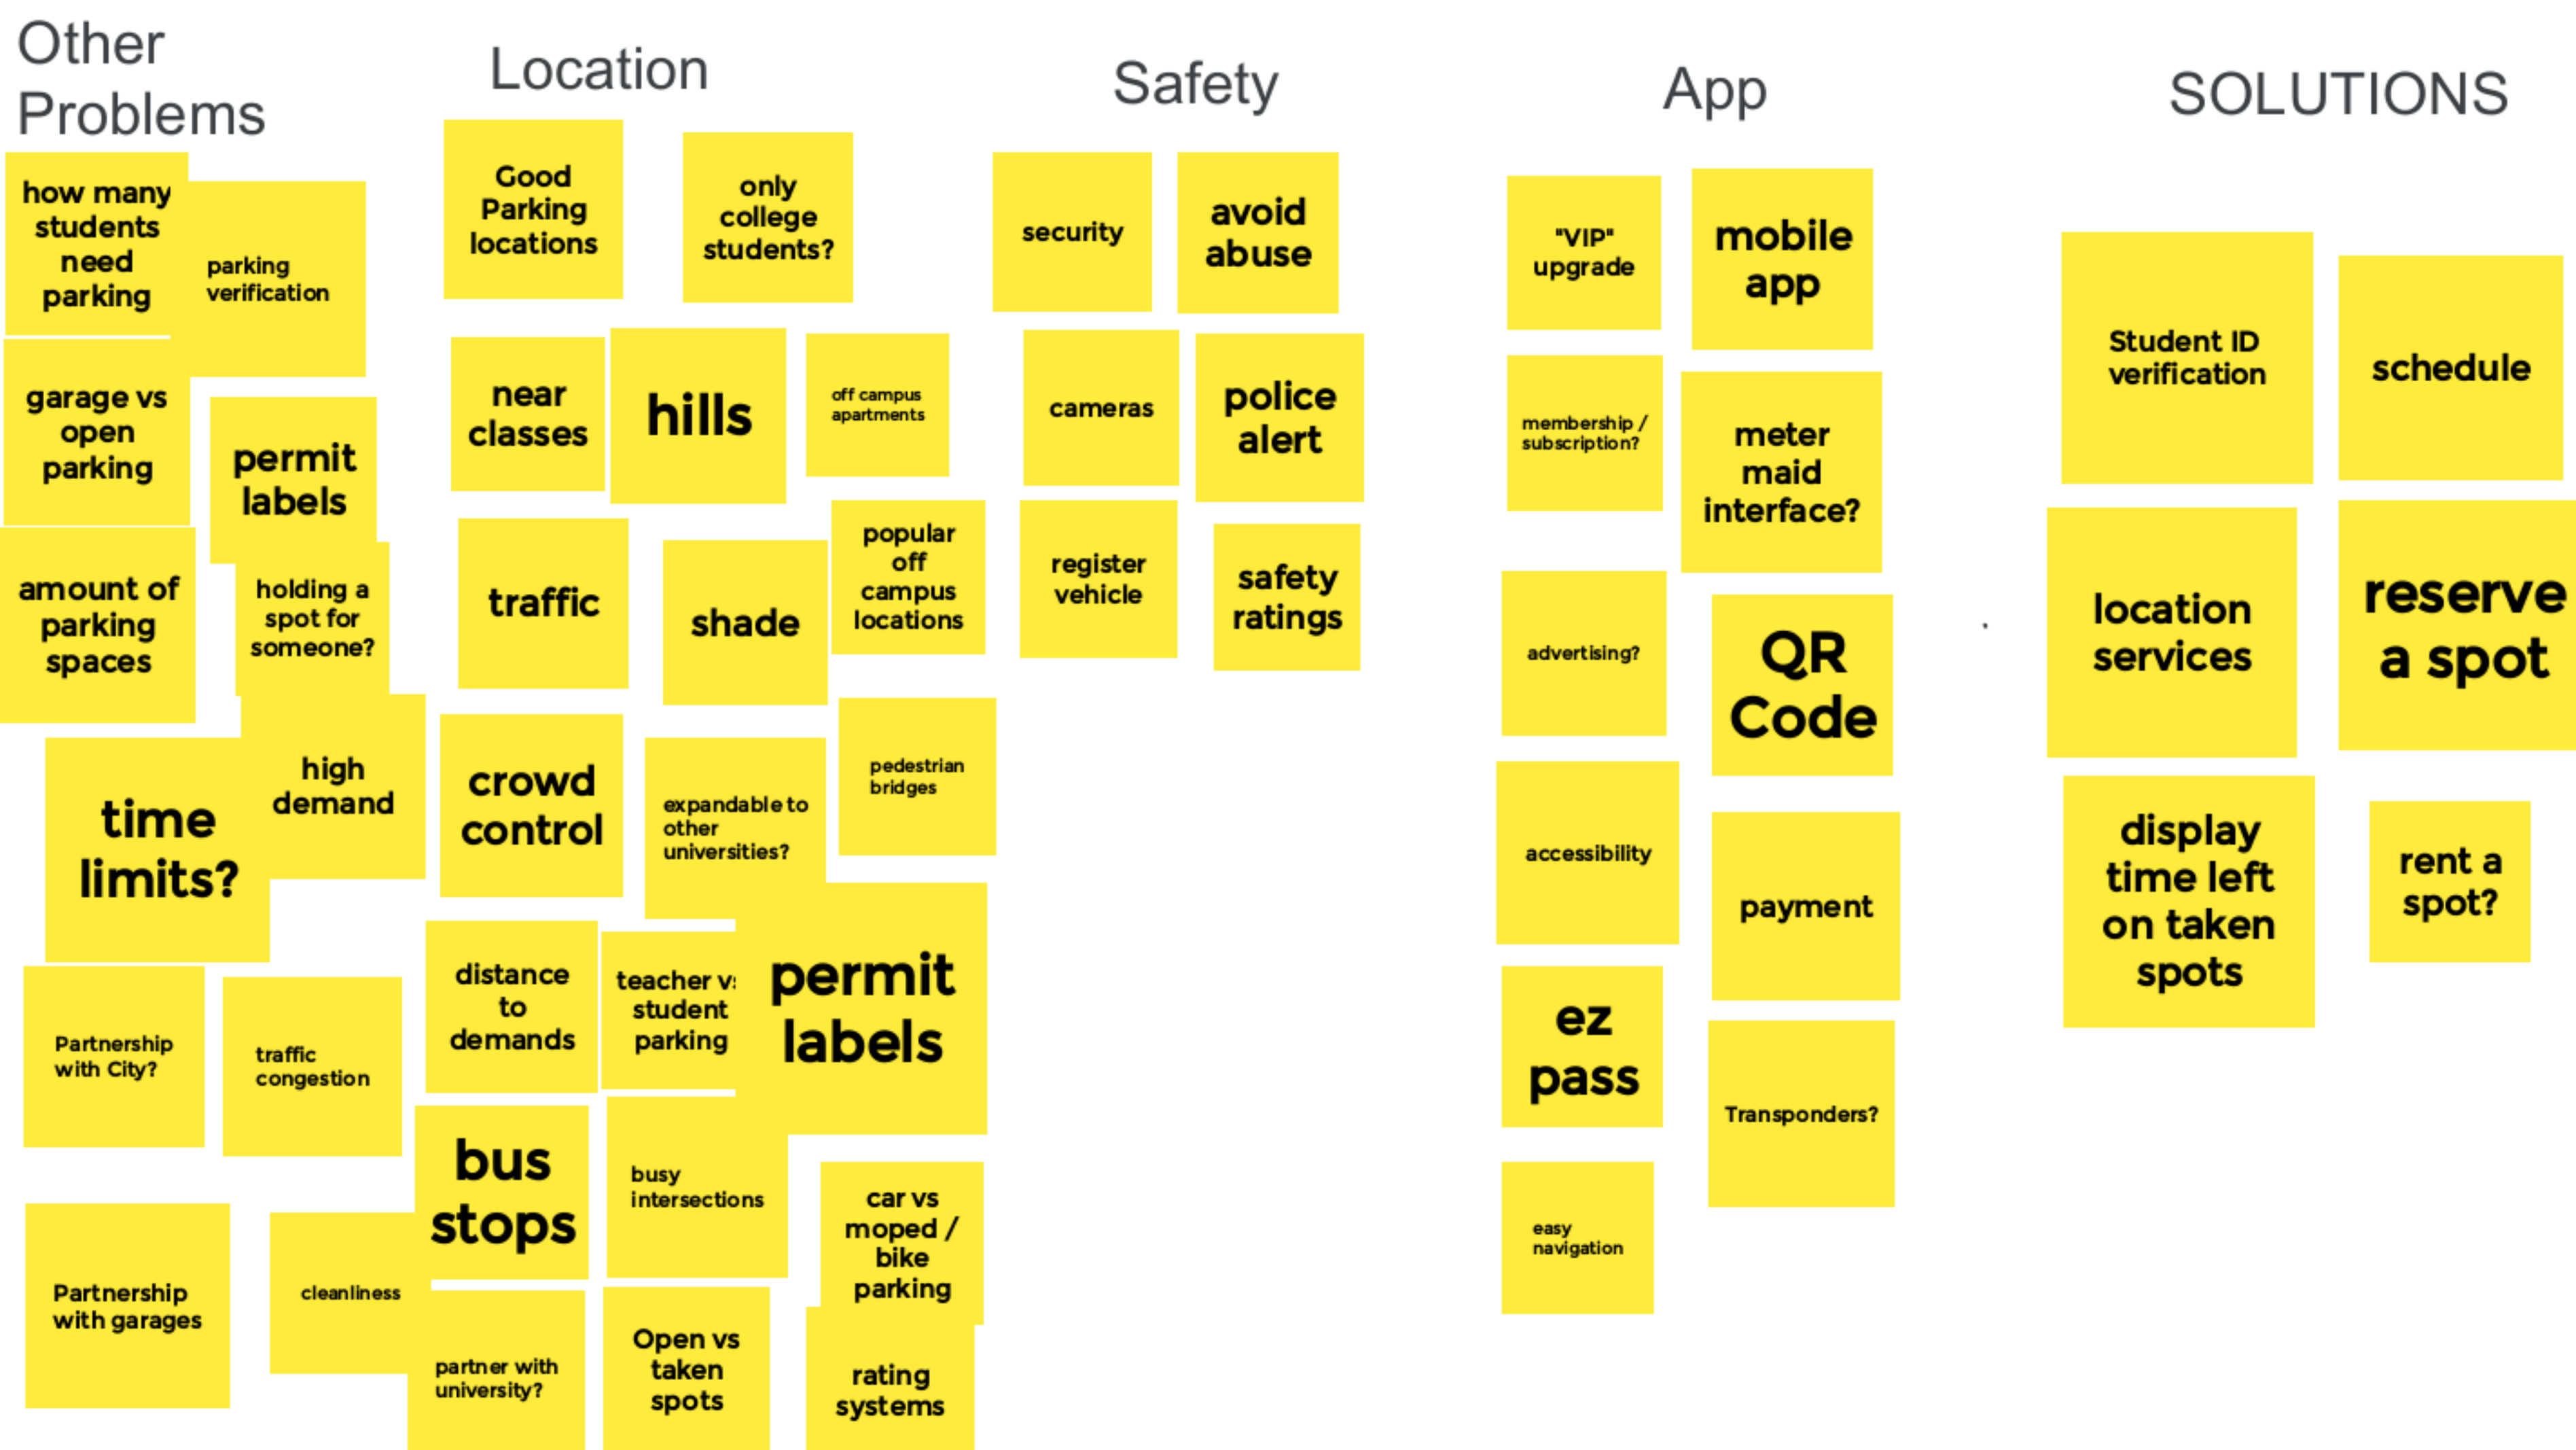 Other
Problems
how many
students
need
parking
parking
verification
garage vs
open
parking
permit
labels
amount of
parking
spaces
holding a
spot for
someone?
high
demand
time
limits?
Partnership
with City?
traffic
congestion
Partnership
with garages
cleanliness
Location
Good
Parking
locations
only
college
students?
near
classes
hills
off campus
apartments
traffic
shade
popular
off
campus
locations
crowd
control
expandable to
other
universities?
pedestrian
bridges
distance
to
demands
teacher vs
student
parking
permit
labels
bus
stops
busy
intersections
car vs
moped /
bike
parking
partner with
university?
Open vs
taken
spots
rating
systems
Safety
security
avoid
abuse
cameras
police
alert
register
vehicle
safety
ratings
App
"VIP"
upgrade
mobile
app
membership /
subscription?
meter
maid
interface?
advertising?
QR
Code
accessibility
payment
ez
pass
Transponders?
easy
navigation
SOLUTIONS
Student ID
verification
schedule
location
services
reserve
a spot
display
time left
on taken
spots
rent a
spot?